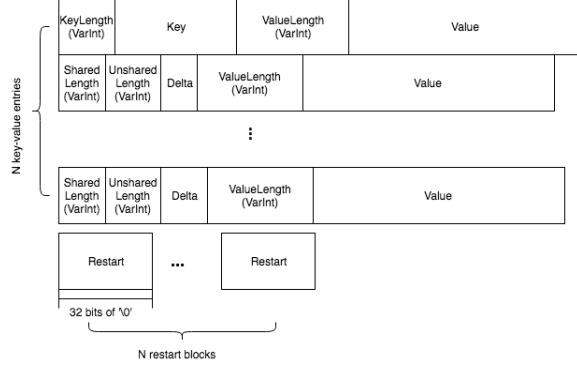 KeyLength
(VarInt)
Key
ValueLength
(VarInt)
Value
Shared
Length
(VarInt)
Unshared
Length
(VarInt)
Delta
ValueLength
(VarInt)
Value
N key-value entries
Shared
Length
(VarInt)
Unshared
Length
(VarInt)
Delta
ValueLength
(VarInt)
Value
Restart
...
Restart
32 bits of '\0'
N restart blocks